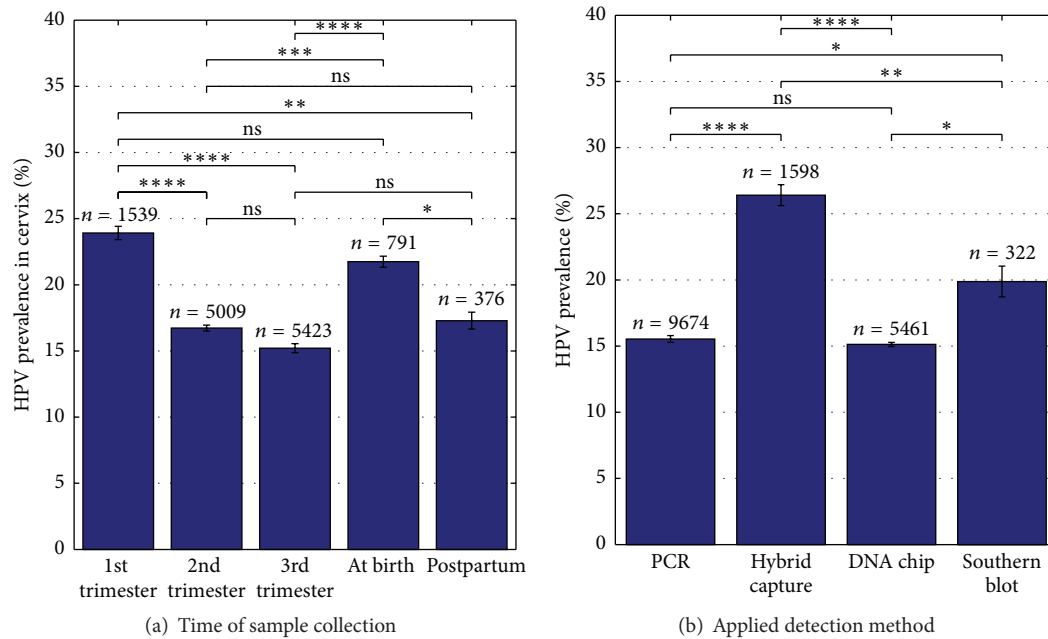 40
35
30
25
20
15
10
5
0
HPV prevalence in cervix (%)
****
***
ns
**
ns
****
****
ns
ns
*
n = 1539
n = 5009
n = 5423
n = 791
n = 376
1st trimester
2nd trimester
3rd trimester
At birth
Postpartum
(a) Time of sample collection
40
35
30
25
20
15
10
5
0
HPV prevalence (%)
****
*
**
ns
****
*
n = 9674
n = 1598
n = 5461
n = 322
PCR
Hybrid capture
DNA chip
Southern blot
(b) Applied detection method